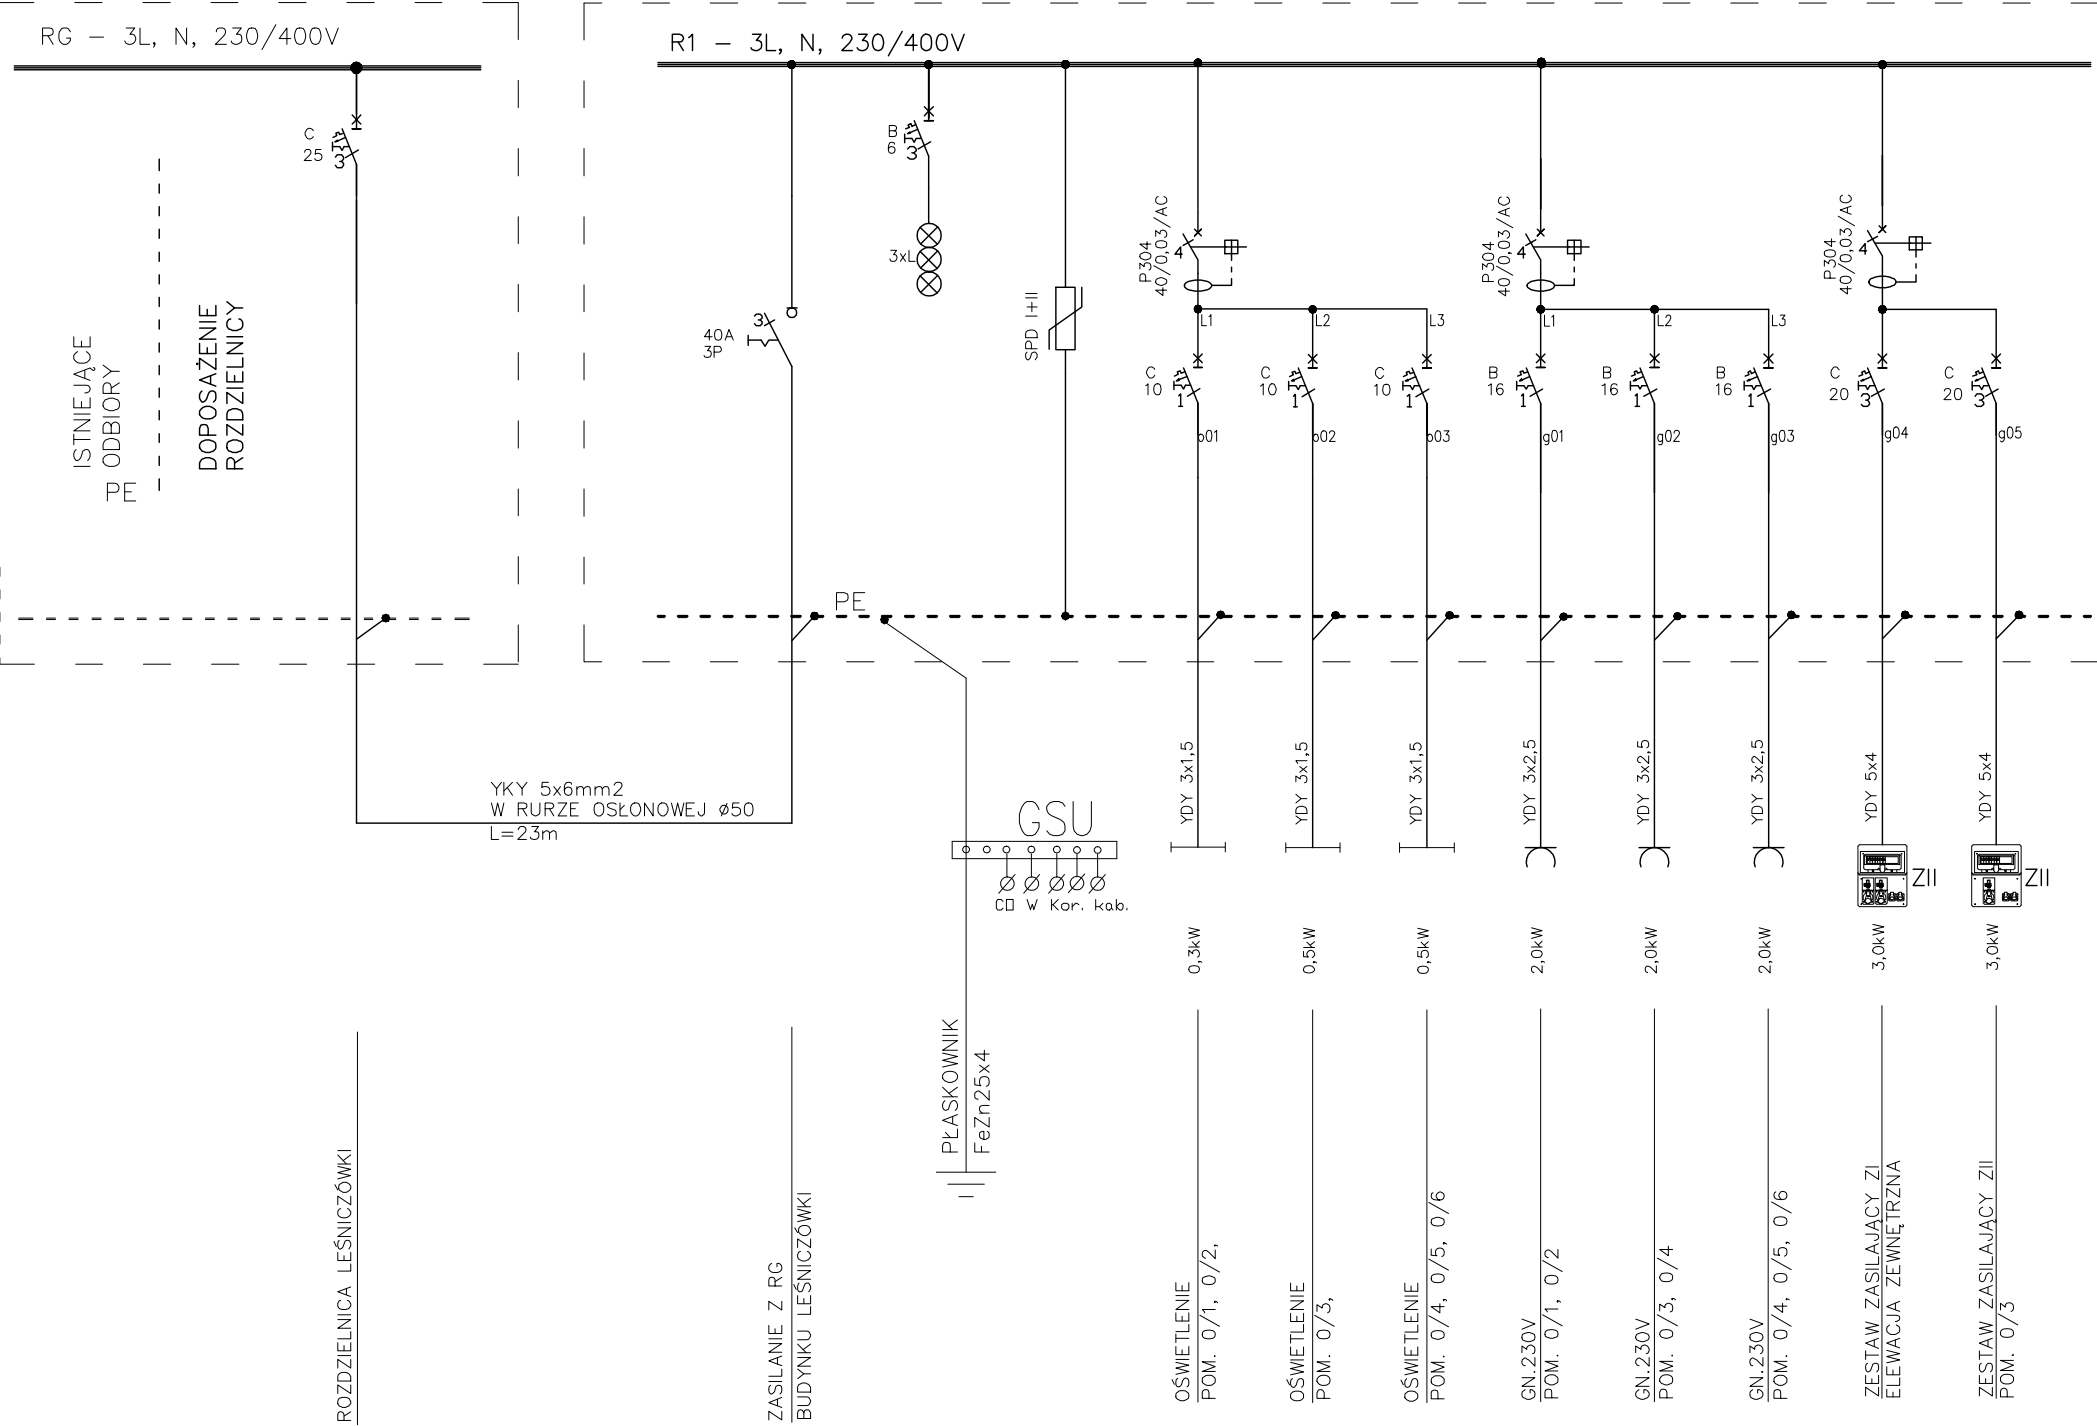 RG – 3L, N, 230/400V
C
25
3
ISTNIEJĄCE
ODBIORY
PE
DOPOSAŻENIE
ROZDZIELNICY
YKY 5x6mm2
W RURZE OSŁONOWEJ ø50
L=23m
ROZDZIELNICA LEŚNICZÓWKI
R1 – 3L, N, 230/400V
40A
3P
3
ZASILANIE Z RG
BUDYNKU LEŚNICZÓWKI
B
6
3
3xL
PE
SPD I+II
GSU
CO W Kor. kab.
PŁASKOWNIK
FeZn25x4
P304
40/0,03/AC
4
L1
L2
L3
C
10
1
C
10
1
C
10
1
o01
o02
o03
P304
40/0,03/AC
4
L1
L2
L3
B
16
1
B
16
1
B
16
1
g01
g02
g03
P304
40/0,03/AC
4
C
20
3
C
20
3
g04
g05
YDY 3x1,5
YDY 3x1,5
YDY 3x1,5
YDY 3x2,5
YDY 3x2,5
YDY 3x2,5
YDY 5x4
YDY 5x4
ZII
ZII
0,3kW
0,5kW
0,5kW
2,0kW
2,0kW
2,0kW
3,0kW
3,0kW
OŚWIETLENIE
POM. 0/1, 0/2,
OŚWIETLENIE
POM. 0/3,
OŚWIETLENIE
POM. 0/4, 0/5, 0/6
GN.230V
POM. 0/1, 0/2
GN.230V
POM. 0/3, 0/4
GN.230V
POM. 0/4, 0/5, 0/6
ZESTAW ZASILAJĄCY ZI
ELEWACJA ZEWNĘTRZNA
ZESTAW ZASILAJĄCY ZII
POM. 0/3